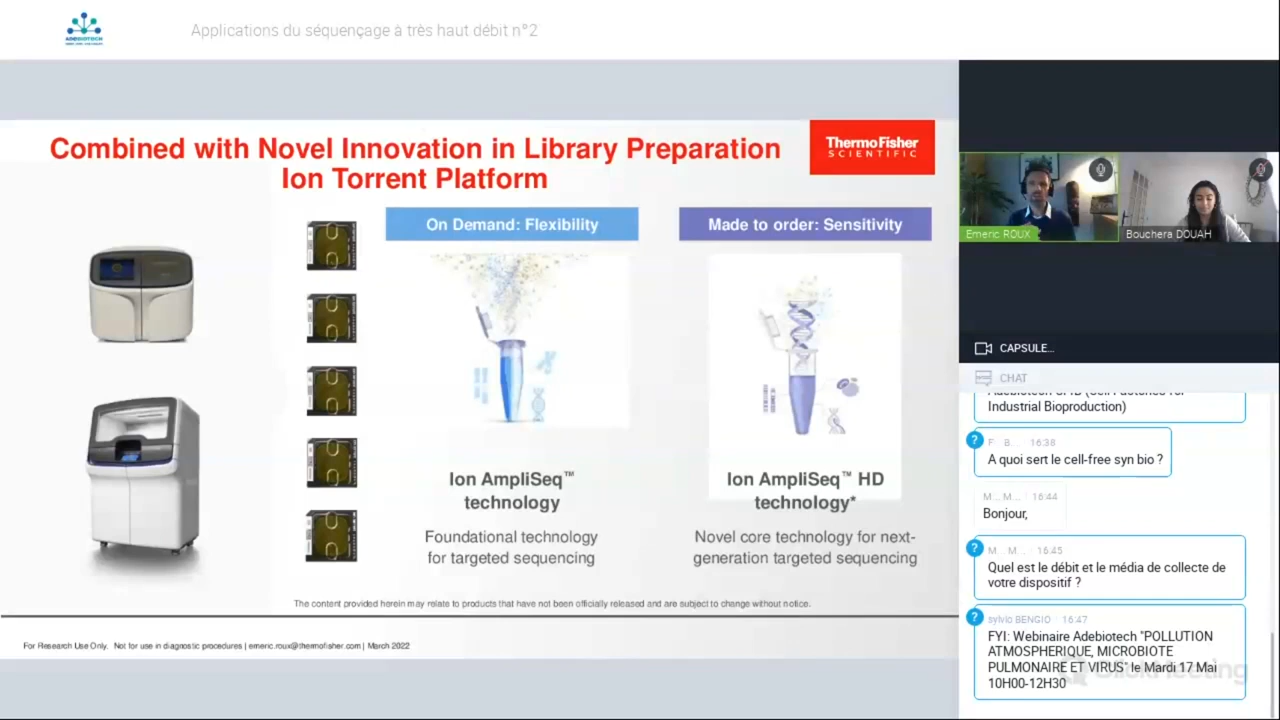 ADEBIOTECH
Applications du séquençage à très haut débit n°2
Combined with Novel Innovation in Library Preparation
Ion Torrent Platform
ThermoFisher
SCIENTIFIC
On Demand: Flexibility
Made to order: Sensitivity
Ion AmpliSeq™
technology
Foundational technology
for targeted sequencing
Ion AmpliSeq™ HD
technology*
Novel core technology for next-
generation targeted sequencing
The content provided herein may relate to products that have not been officially released and are subject to change without notice.
For Research Use Only. Not for use in diagnostic procedures | emeric.roux@thermofisher.com | March 2022
Emeric ROUX
Bouchera DOUAH
CAPSULE...
CHAT
Industrial Bioproduction)
F... B... 16:38
A quoi sert le cell-free syn bio ?
M... M... 16:44
Bonjour,
M... M... 16:45
Quel est le débit et le média de collecte de
votre dispositif ?
sylvio BENGIO 16:47
FYI: Webinaire Adebiotech "POLLUTION
ATMOSPHERIQUE, MICROBIOTE
PULMONAIRE ET VIRUS" le Mardi 17 Mai
10H00-12H30
ClickMeeting